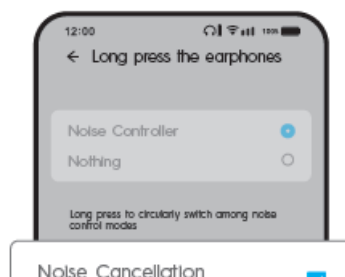 12:00 100%
← Long press the earphones
Noise Controller
Nothing
Long press to circularly switch among noise
control modes
Noise Cancellation